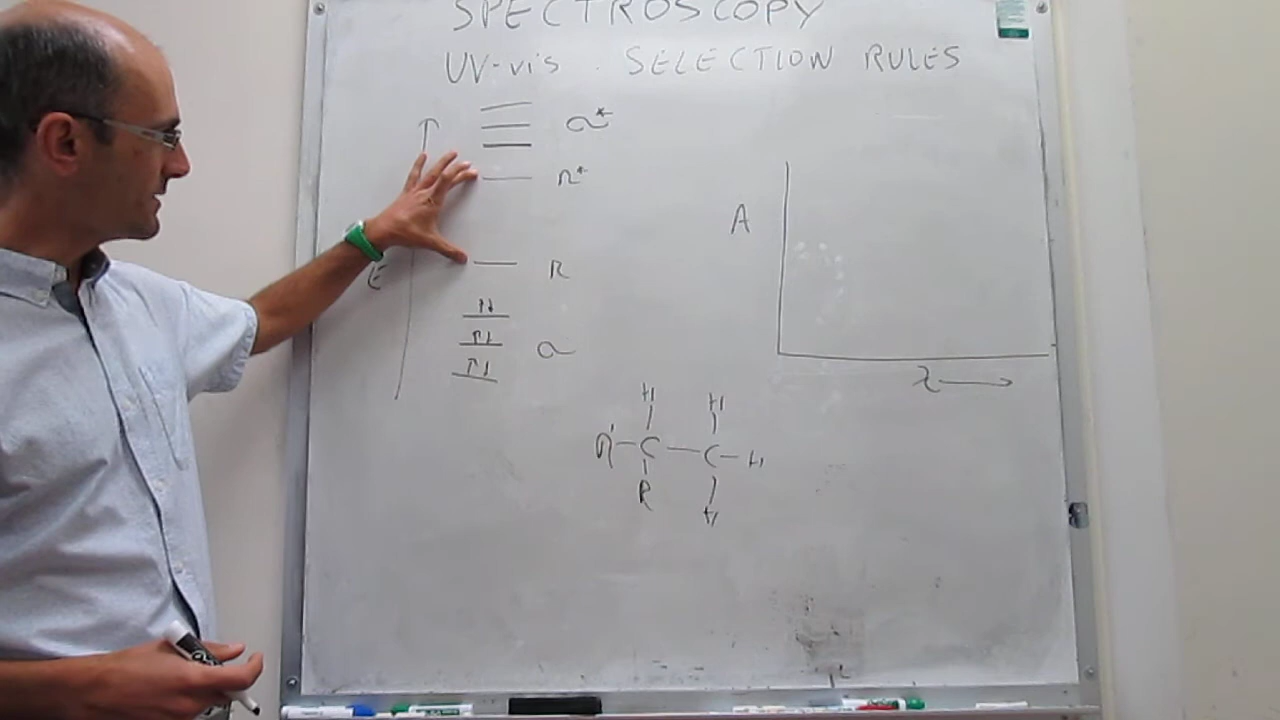 SPECTROSCOPY
UV-vis. SELECTION RULES
σ*
π*
A
E
π
σ
λ
H H
R'-C-C-H
R
H